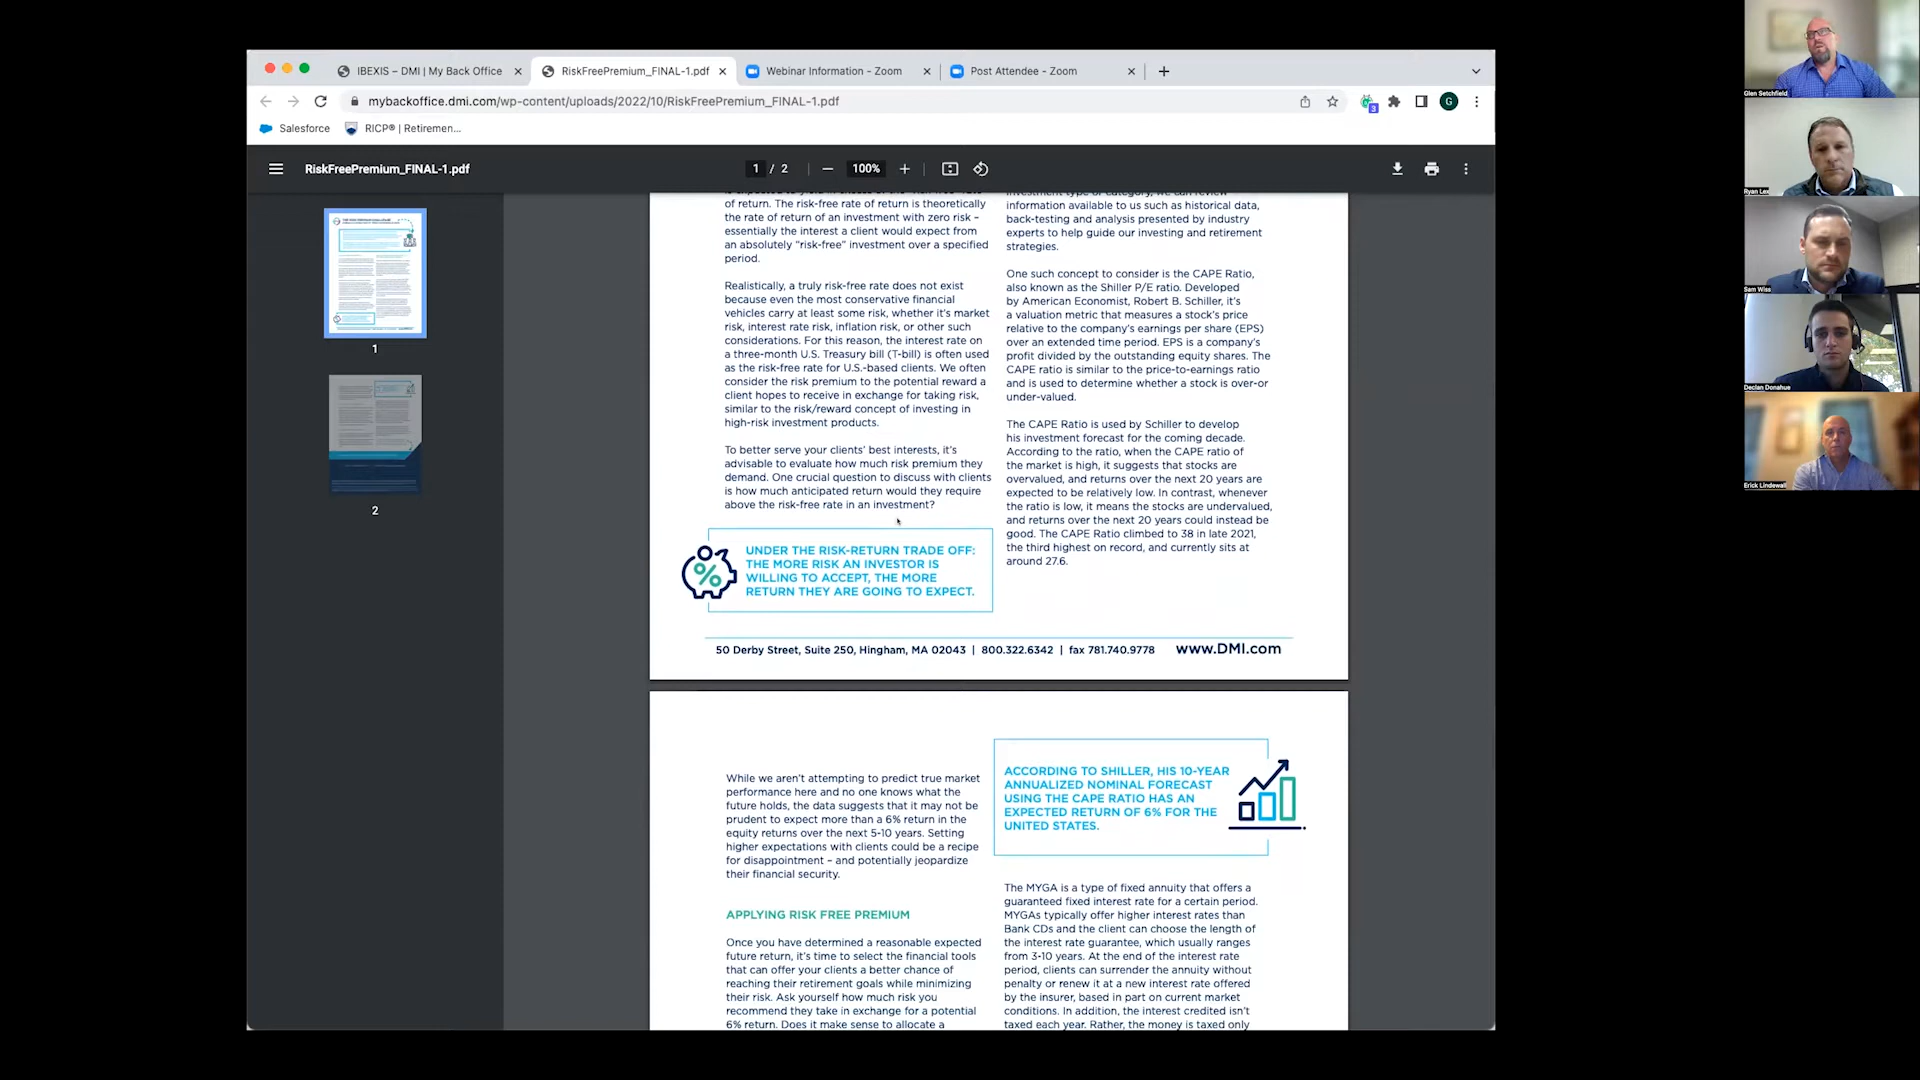 IBEXIS – DMI | My Back Office
RiskFreePremium_FINAL-1.pdf
Webinar Information - Zoom
Post Attendee - Zoom
mybackoffice.dmi.com/wp-content/uploads/2022/10/RiskFreePremium_FINAL-1.pdf
3
G
Salesforce
RICP® | Retiremen...
RiskFreePremium_FINAL-1.pdf
1 / 2
100%
1
2
of return. The risk-free rate of return is theoretically
the rate of return of an investment with zero risk –
essentially the interest a client would expect from
an absolutely "risk-free" investment over a specified
period.
Realistically, a truly risk-free rate does not exist
because even the most conservative financial
vehicles carry at least some risk, whether it's market
risk, interest rate risk, inflation risk, or other such
considerations. For this reason, the interest rate on
a three-month U.S. Treasury bill (T-bill) is often used
as the risk-free rate for U.S.-based clients. We often
consider the risk premium to the potential reward a
client hopes to receive in exchange for taking risk,
similar to the risk/reward concept of investing in
high-risk investment products.
To better serve your clients' best interests, it's
advisable to evaluate how much risk premium they
demand. One crucial question to discuss with clients
is how much anticipated return would they require
above the risk-free rate in an investment?
%
UNDER THE RISK-RETURN TRADE OFF:
THE MORE RISK AN INVESTOR IS
WILLING TO ACCEPT, THE MORE
RETURN THEY ARE GOING TO EXPECT.
investment type or category, we can review
information available to us such as historical data,
back-testing and analysis presented by industry
experts to help guide our investing and retirement
strategies.
One such concept to consider is the CAPE Ratio,
also known as the Shiller P/E ratio. Developed
by American Economist, Robert B. Schiller, it's
a valuation metric that measures a stock's price
relative to the company's earnings per share (EPS)
over an extended time period. EPS is a company's
profit divided by the outstanding equity shares. The
CAPE ratio is similar to the price-to-earnings ratio
and is used to determine whether a stock is over-or
under-valued.
The CAPE Ratio is used by Schiller to develop
his investment forecast for the coming decade.
According to the ratio, when the CAPE ratio of
the market is high, it suggests that stocks are
overvalued, and returns over the next 20 years are
expected to be relatively low. In contrast, whenever
the ratio is low, it means the stocks are undervalued,
and returns over the next 20 years could instead be
good. The CAPE Ratio climbed to 38 in late 2021,
the third highest on record, and currently sits at
around 27.6.
50 Derby Street, Suite 250, Hingham, MA 02043 | 800.322.6342 | fax 781.740.9778 www.DMI.com
While we aren't attempting to predict true market
performance here and no one knows what the
future holds, the data suggests that it may not be
prudent to expect more than a 6% return in the
equity returns over the next 5-10 years. Setting
higher expectations with clients could be a recipe
for disappointment – and potentially jeopardize
their financial security.
APPLYING RISK FREE PREMIUM
Once you have determined a reasonable expected
future return, it's time to select the financial tools
that can offer your clients a better chance of
reaching their retirement goals while minimizing
their risk. Ask yourself how much risk you
recommend they take in exchange for a potential
6% return. Does it make sense to allocate a
ACCORDING TO SHILLER, HIS 10-YEAR
ANNUALIZED NOMINAL FORECAST
USING THE CAPE RATIO HAS AN
EXPECTED RETURN OF 6% FOR THE
UNITED STATES.
The MYGA is a type of fixed annuity that offers a
guaranteed fixed interest rate for a certain period.
MYGAs typically offer higher interest rates than
Bank CDs and the client can choose the length of
the interest rate guarantee, which usually ranges
from 3-10 years. At the end of the interest rate
period, clients can surrender the annuity without
penalty or renew it at a new interest rate offered
by the insurer, based in part on current market
conditions. In addition, the interest credited isn't
taxed each year. Rather, the money is taxed only
Glen Setchfield
Ryan Lex
Sam Wiss
Declan Donahue
Erick Lindewall